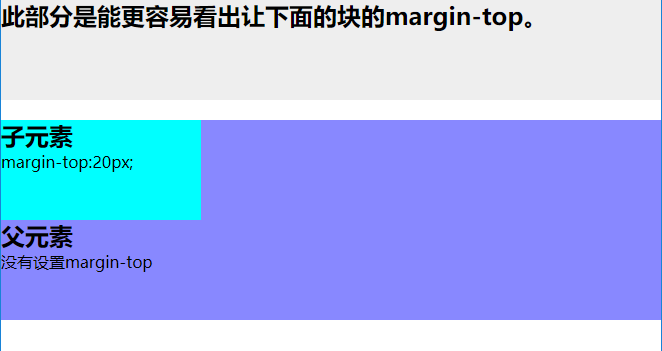 此部分是能更容易看出让下面的块的margin-top。
子元素
margin-top:20px;
父元素
没有设置margin-top